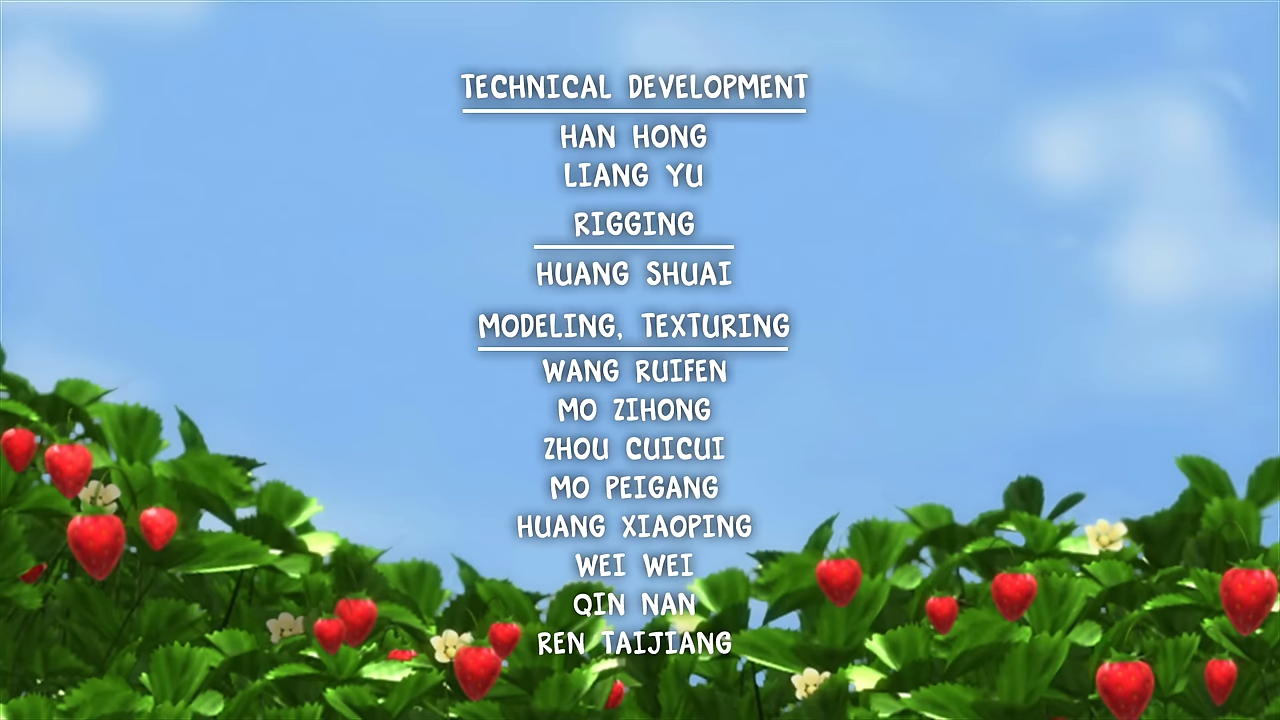 TECHNICAL DEVELOPMENT
HAN HONG
LIANG YU
RIGGING
HUANG SHUAI
MODELING, TEXTURING
WANG RUIFEN
MO ZIHONG
ZHOU CUICUI
MO PEIGANG
HUANG XIAOPING
WEI WEI
QIN NAN
REN TAIJIANG